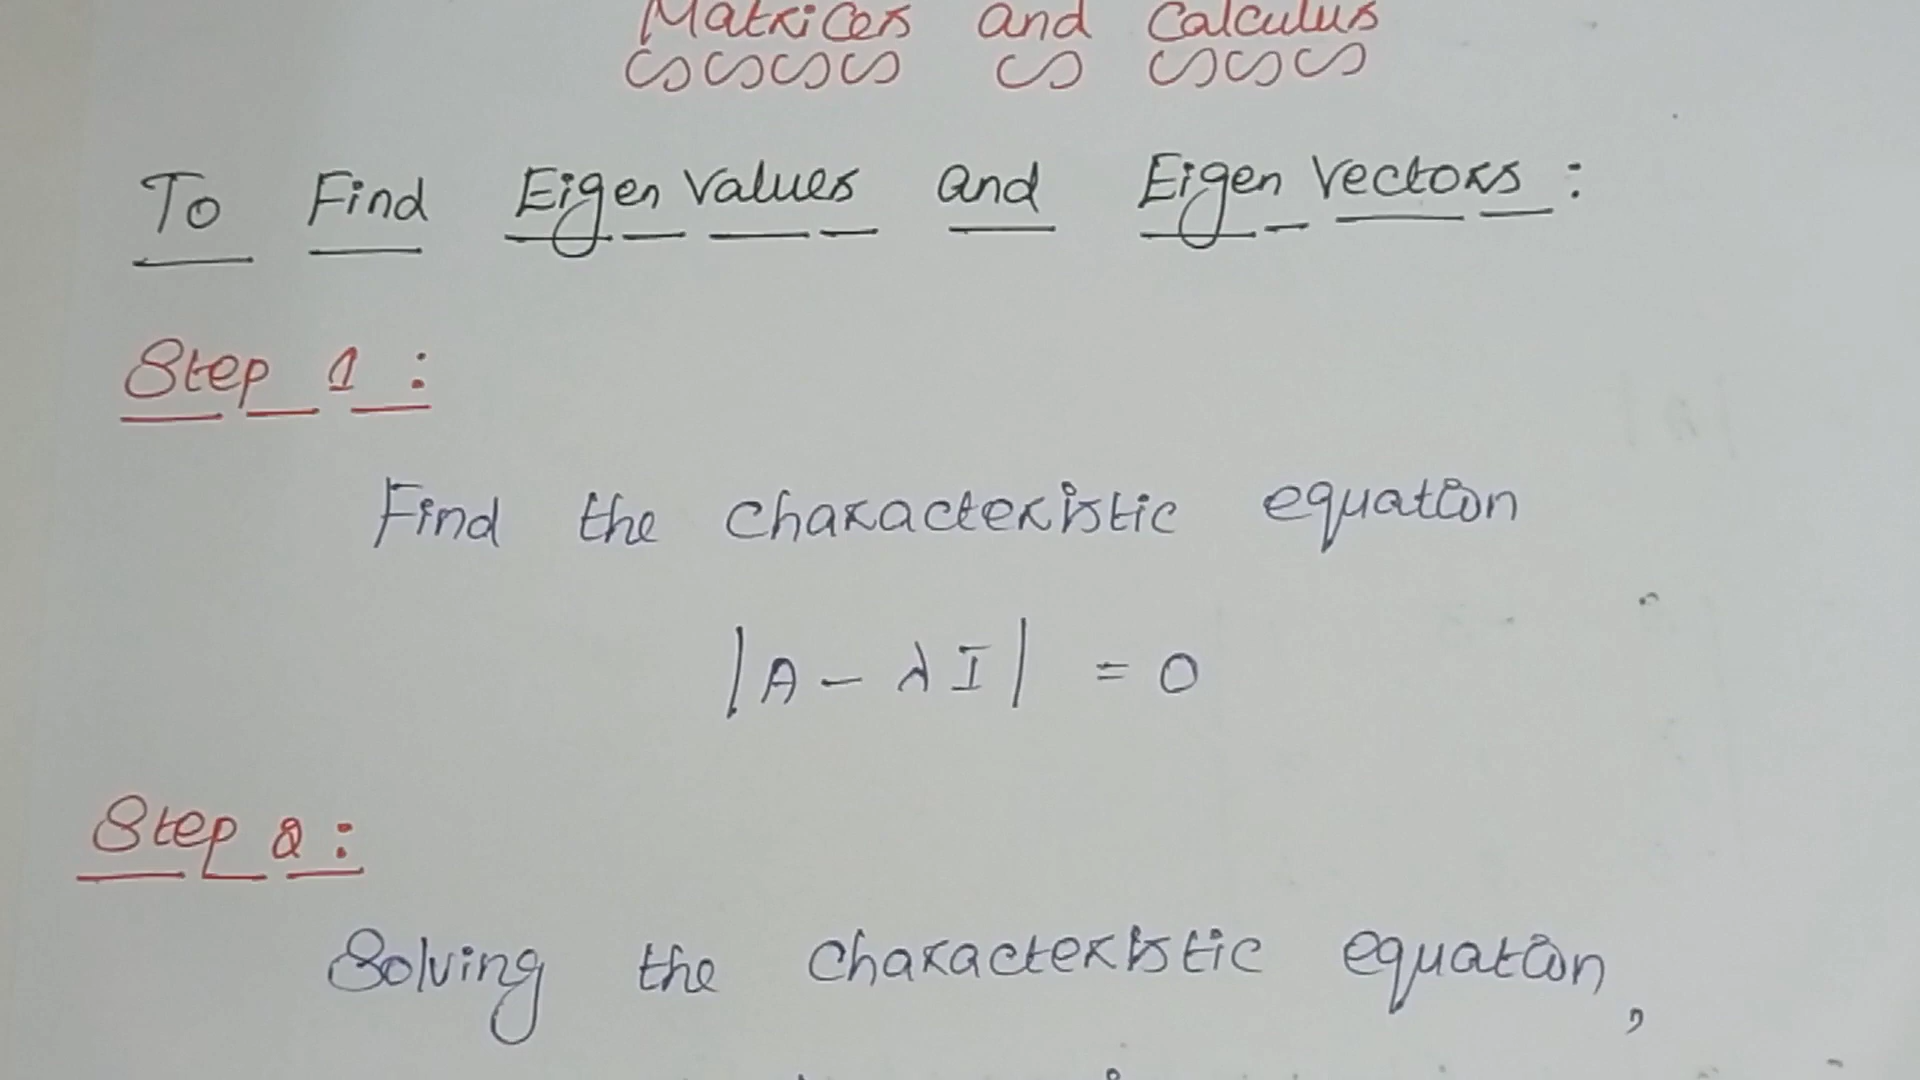 Matrices and Calculus
To Find Eigen Values and Eigen Vectors :
Step 1 :
Find the characteristic equation
|A - λI| = 0
Step 2 :
Solving the characteristic equation,